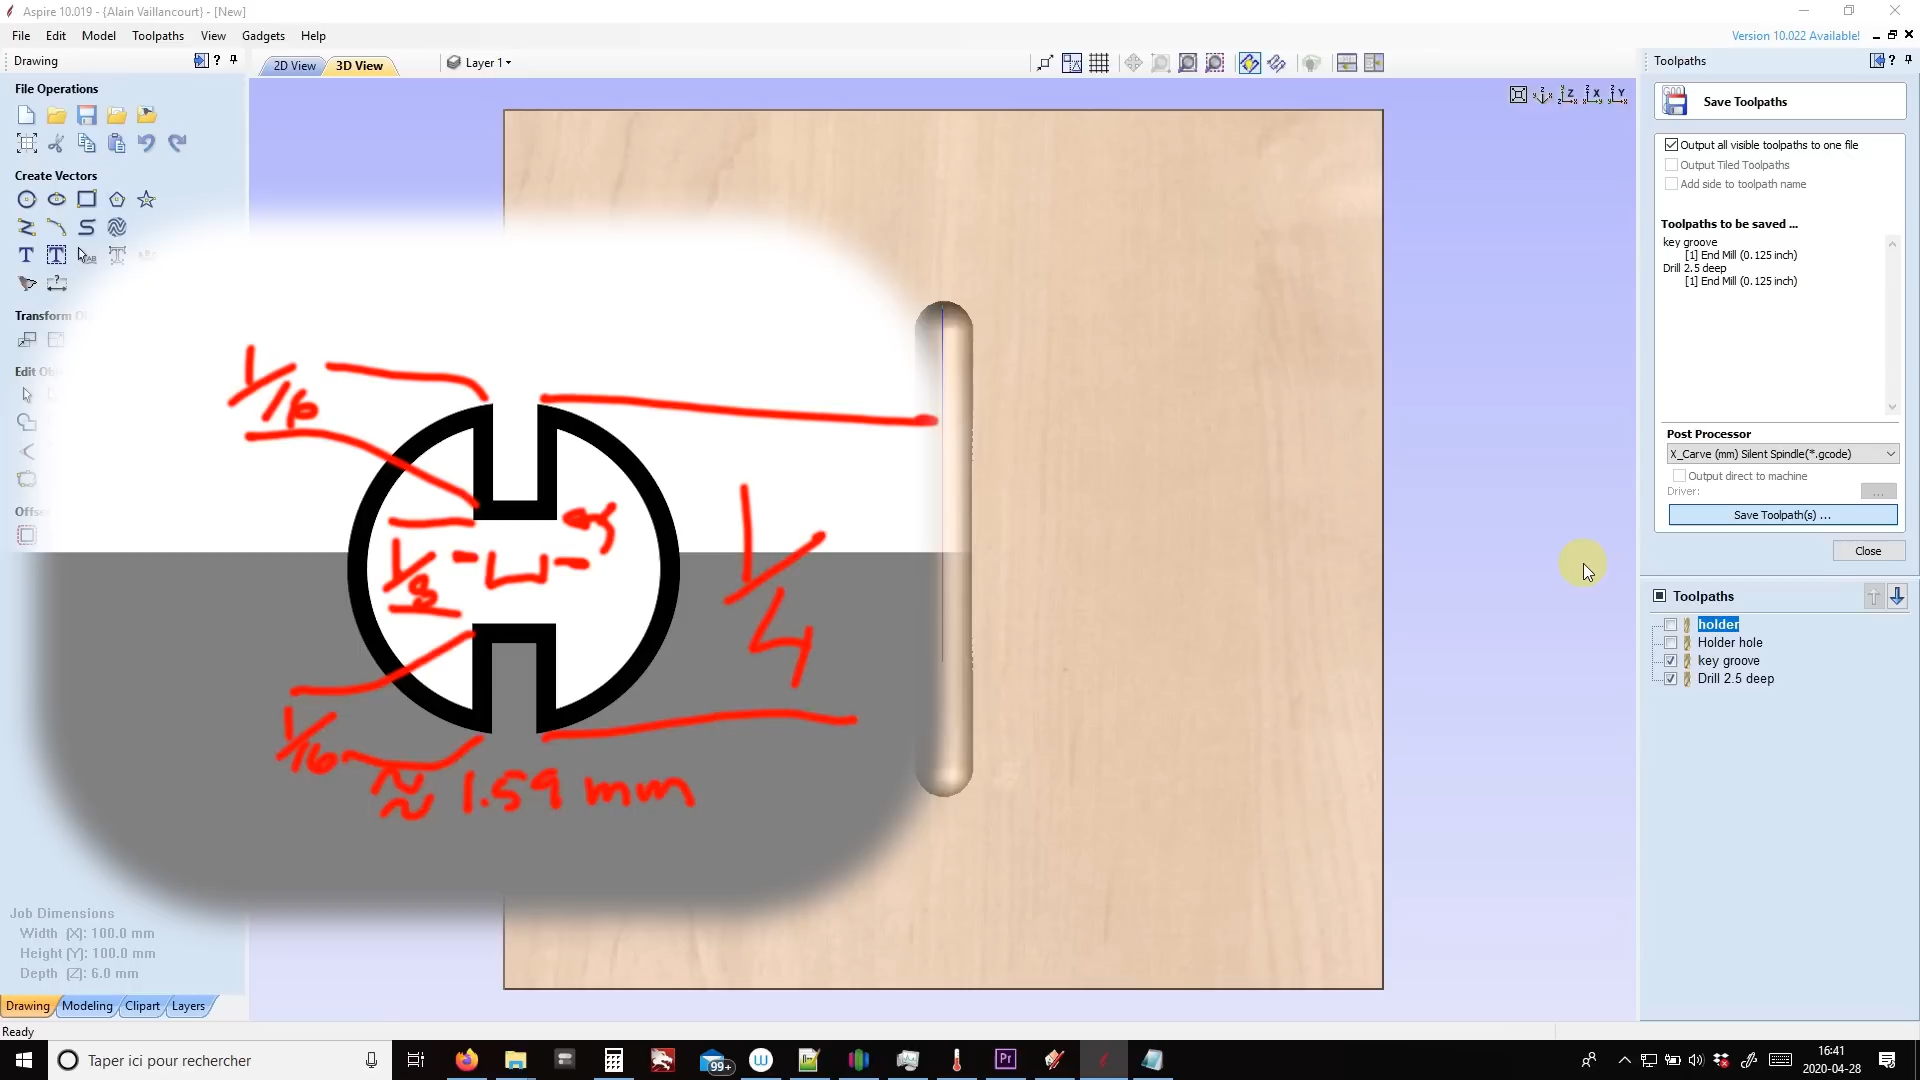 Aspire 10.019 - {Alain Vaillancourt} - [New]
File Edit Model Toolpaths View Gadgets Help
Version 10.022 Available!
Drawing
2D View
3D View
Layer 1
Toolpaths
File Operations
Create Vectors
Transform O
Edit Ob
Offs
Save Toolpaths
Output all visible toolpaths to one file
Output Tiled Toolpaths
Add side to toolpath name
Toolpaths to be saved ...
key groove
[1] End Mill (0.125 inch)
Drill 2.5 deep
[1] End Mill (0.125 inch)
Post Processor
X_Carve (mm) Silent Spindle(*.gcode)
Output direct to machine
Driver:
...
Save Toolpath(s) ...
Close
Toolpaths
holder
Holder hole
key groove
Drill 2.5 deep
1/16
1/8
1/4
1/16
≈ 1.59 mm
Job Dimensions
Width (X): 100.0 mm
Height (Y): 100.0 mm
Depth (Z): 6.0 mm
Drawing Modeling Clipart Layers
Ready
Taper ici pour rechercher
99+
Pr
16:41
2020-04-28